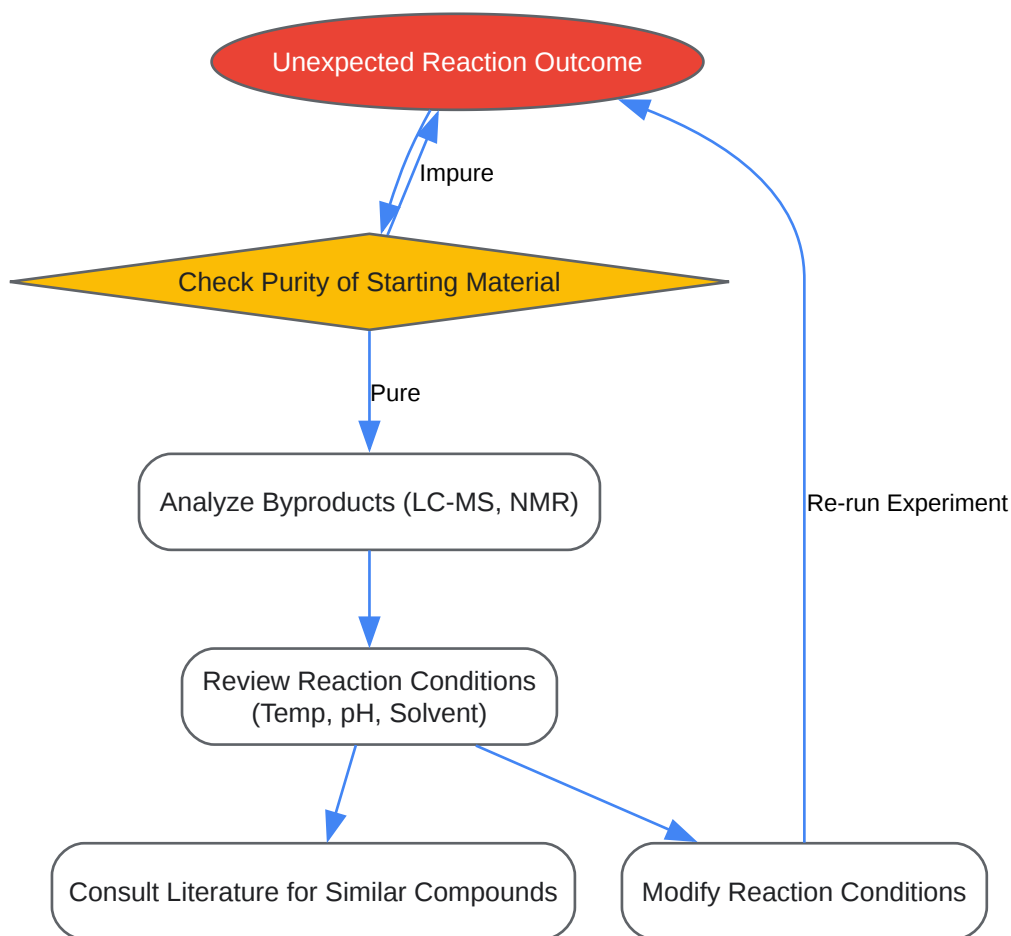 Unexpected Reaction Outcome
Impure
Check Purity of Starting Material
Pure
Analyze Byproducts (LC-MS, NMR)
Re-run Experiment
Review Reaction Conditions
(Temp, pH, Solvent)
Consult Literature for Similar Compounds
Modify Reaction Conditions